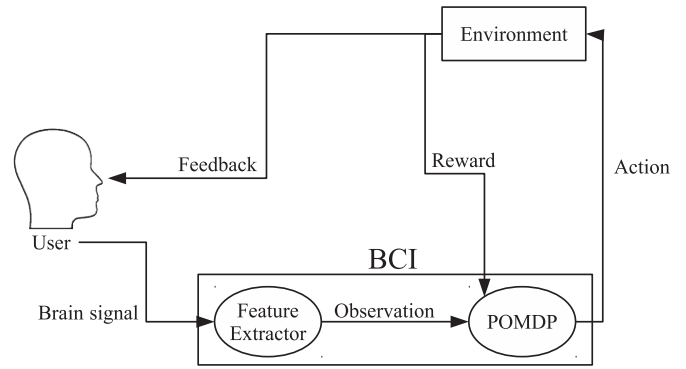 Environment
Feedback
Reward
Action
User
BCI
Brain signal
Feature
Extractor
Observation
POMDP